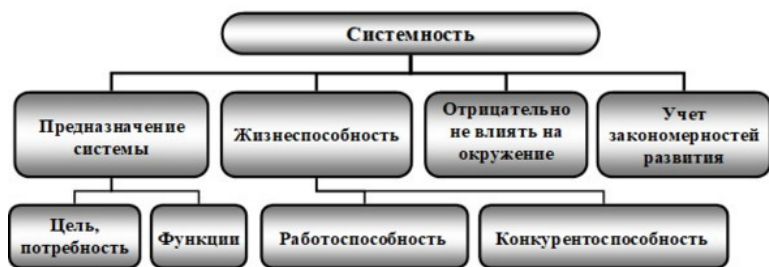 Системность
Предназначение
системы
Жизнеспособность
Отрицательно
не влиять на
окружение
Учет
закономерностей
развития
Цель,
потребность
Функции
Работоспособность
Конкурентоспособность